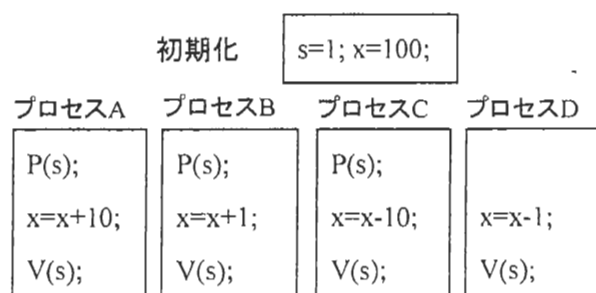 初期化 s=1; x=100;
プロセスA プロセスB プロセスC プロセスD
P(s); P(s); P(s);
x=x+10; x=x+1; x=x-10; x=x-1;
V(s); V(s); V(s); V(s);